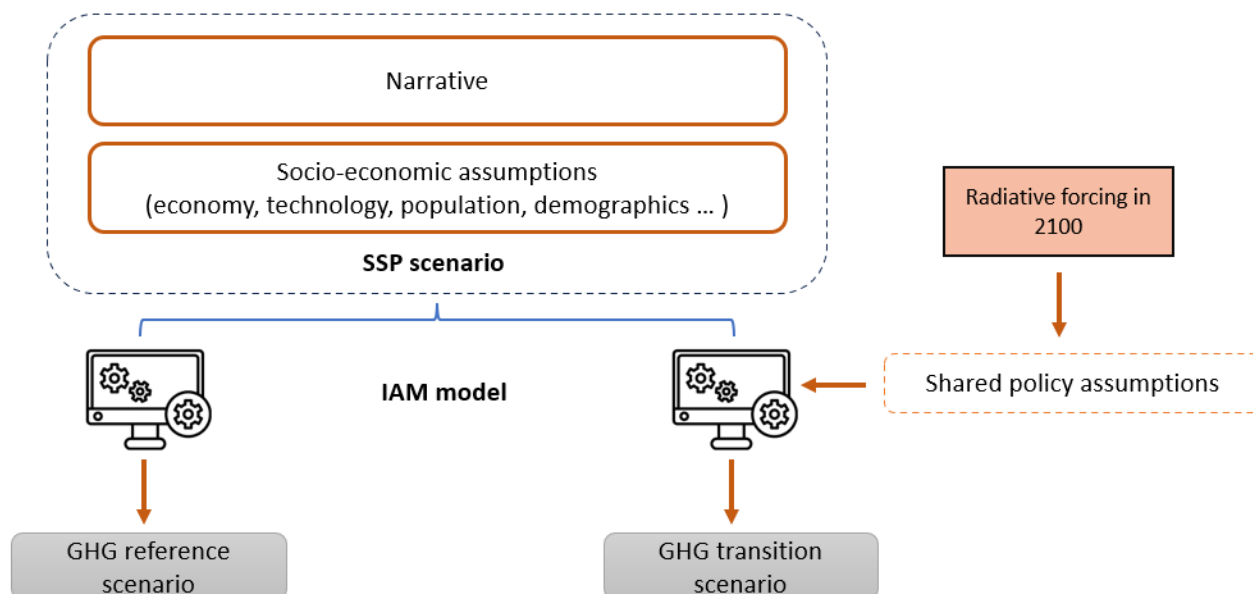 Narrative
Socio-economic assumptions
(economy, technology, population, demographics ... )
SSP scenario
Radiative forcing in
2100
IAM model
Shared policy assumptions
GHG reference
scenario
GHG transition
scenario